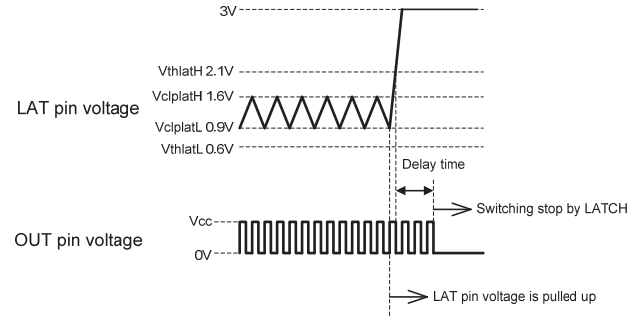 3V
VthlatH 2.1V
VclplatH 1.6V
LAT pin voltage
VclplatL 0.9V
VthlatL 0.6V
Delay time
Switching stop by LATCH
Vcc
OUT pin voltage
0V
LAT pin voltage is pulled up